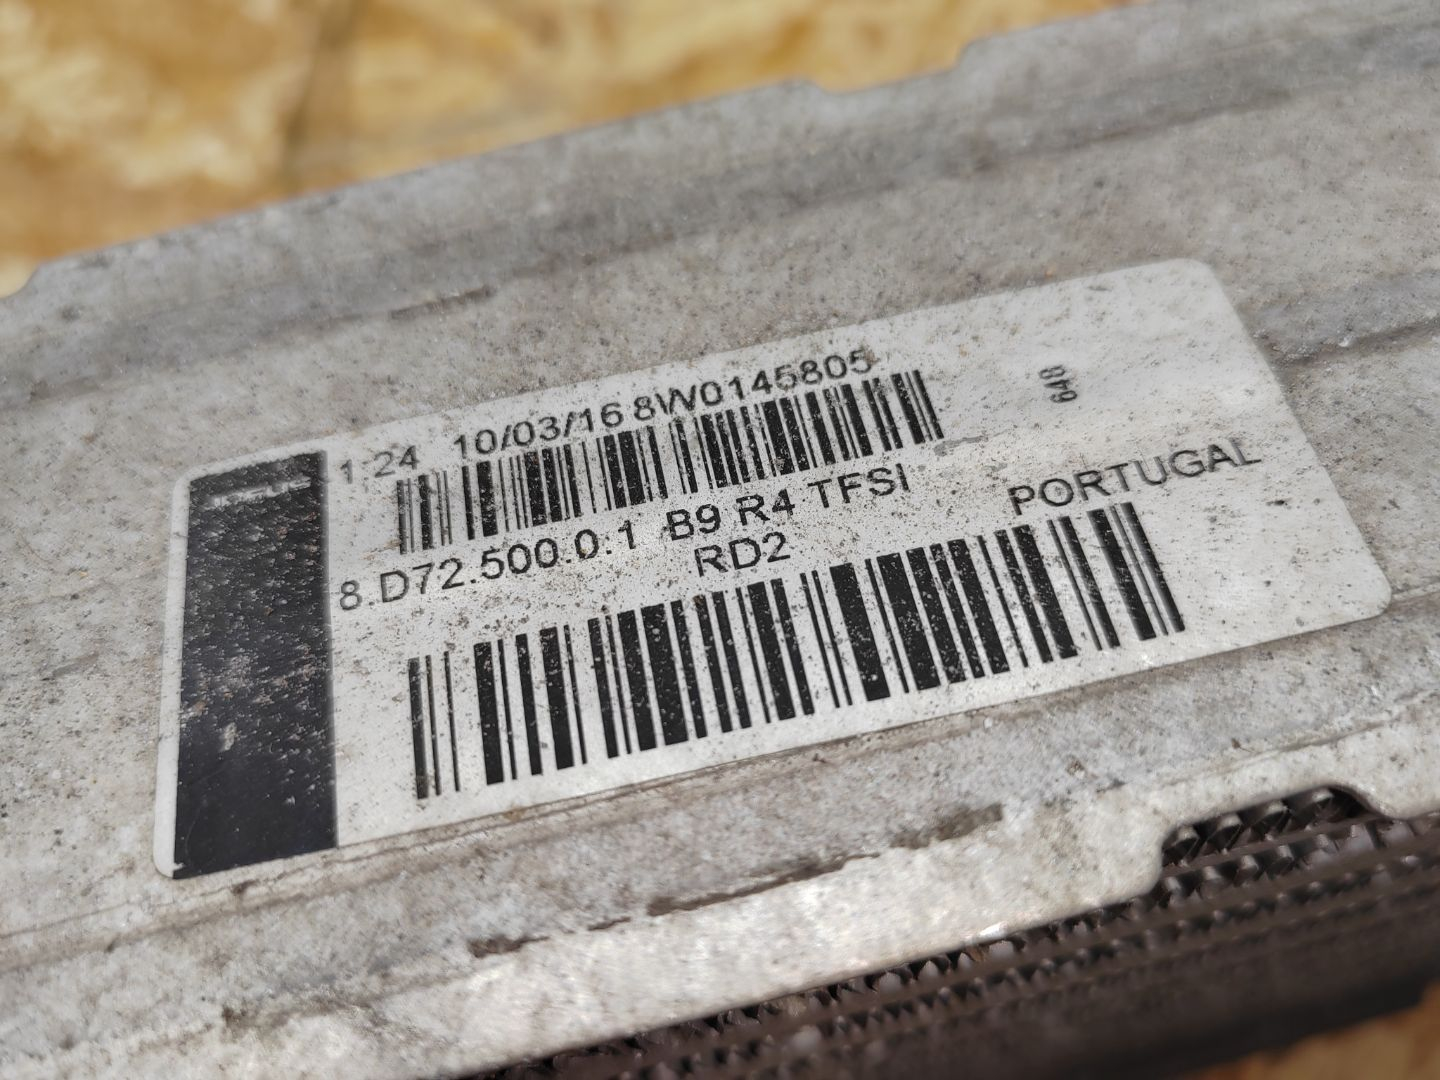 1:24 10/03/16 8W0145805
648
8.D72.500.0.1 B9 R4 TFSI
RD2
PORTUGAL